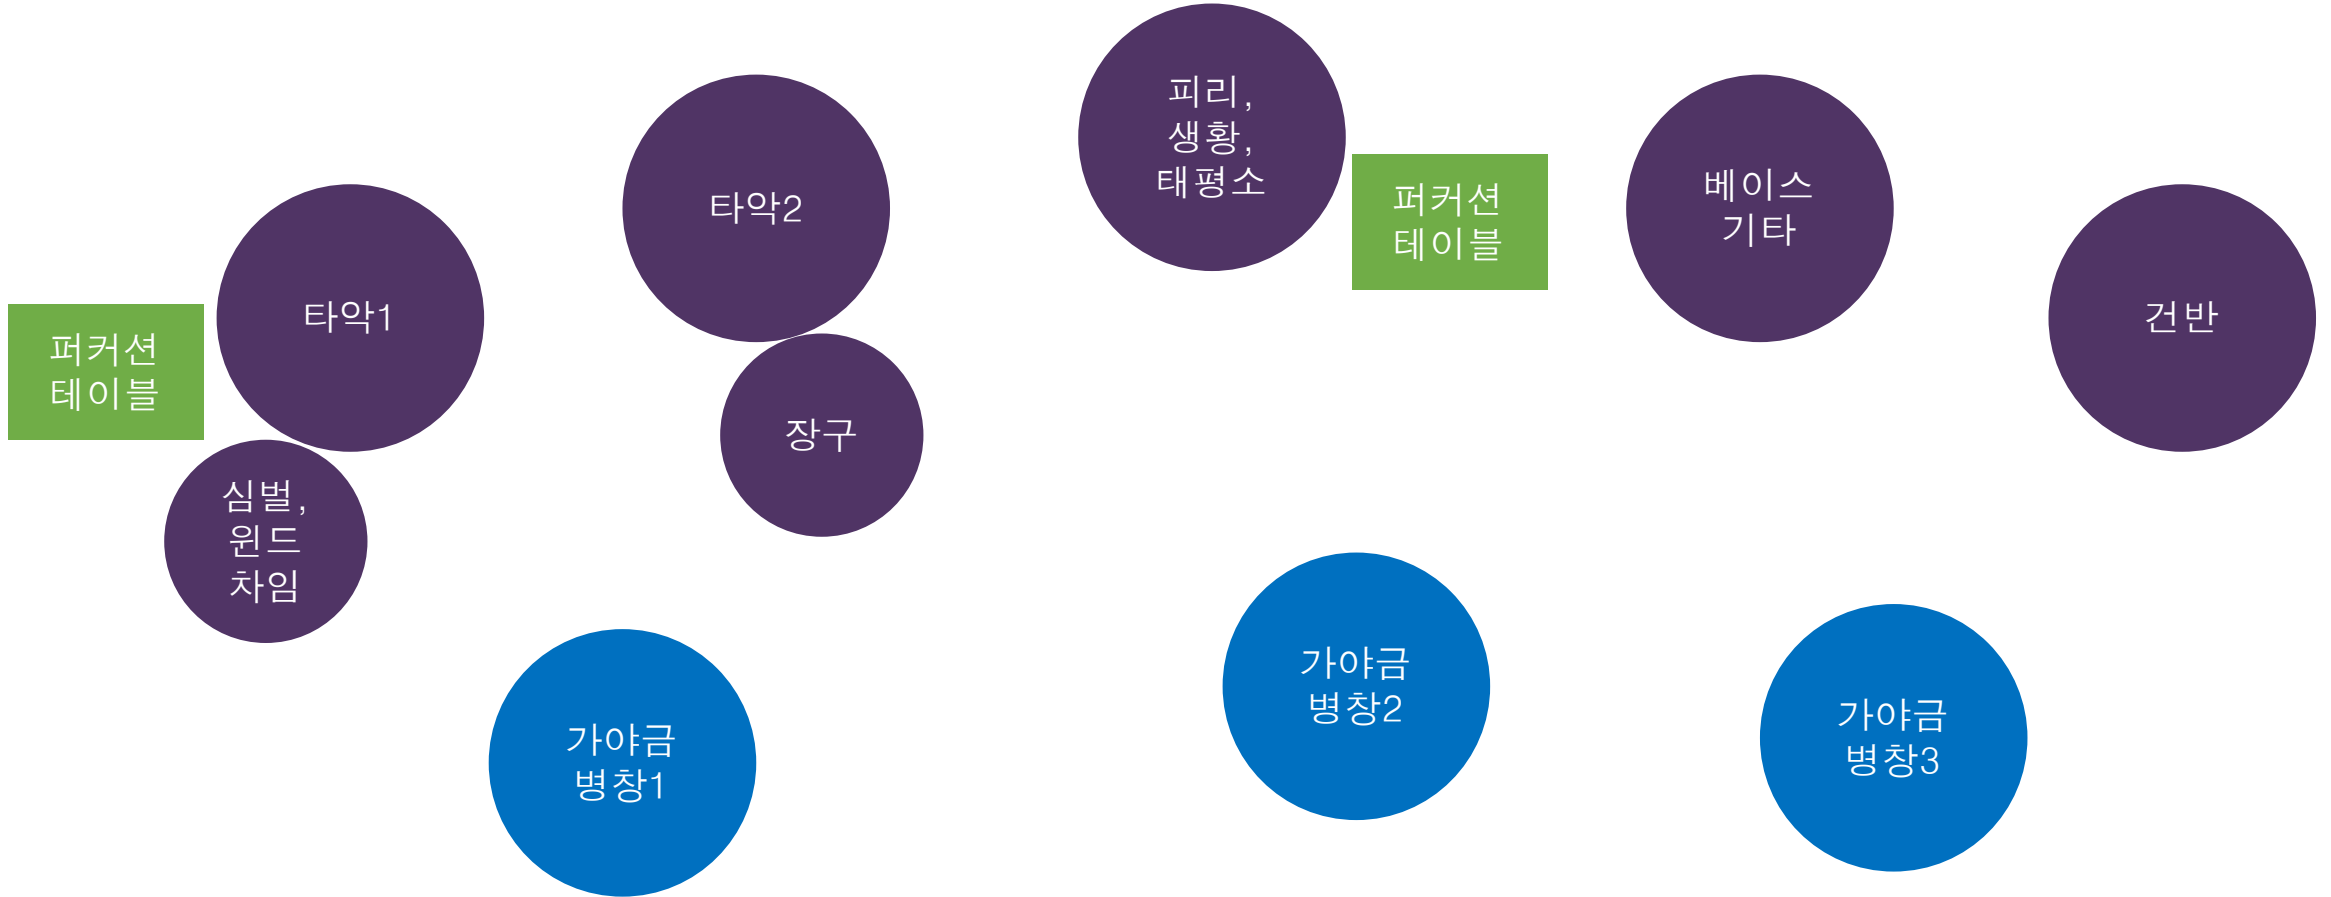 피리,
생황,
태평소
타악2
퍼커션
테이블
베이스
기타
타악1
건반
퍼커션
테이블
장구
심벌,
윈드
차임
가야금
병창1
가야금
병창2
가야금
병창3